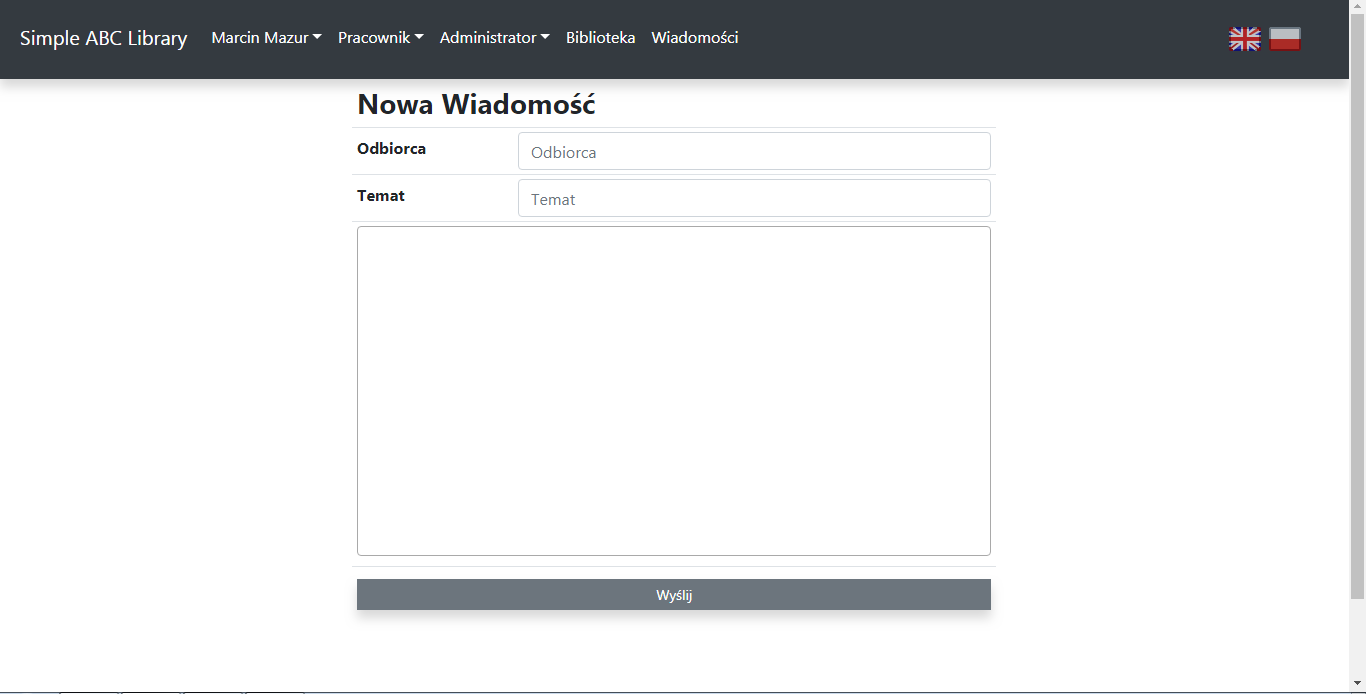 Simple ABC Library Marcin Mazur Pracownik Administrator Biblioteka Wiadomości
Nowa Wiadomość
Odbiorca Odbiorca
Temat Temat
Wyślij